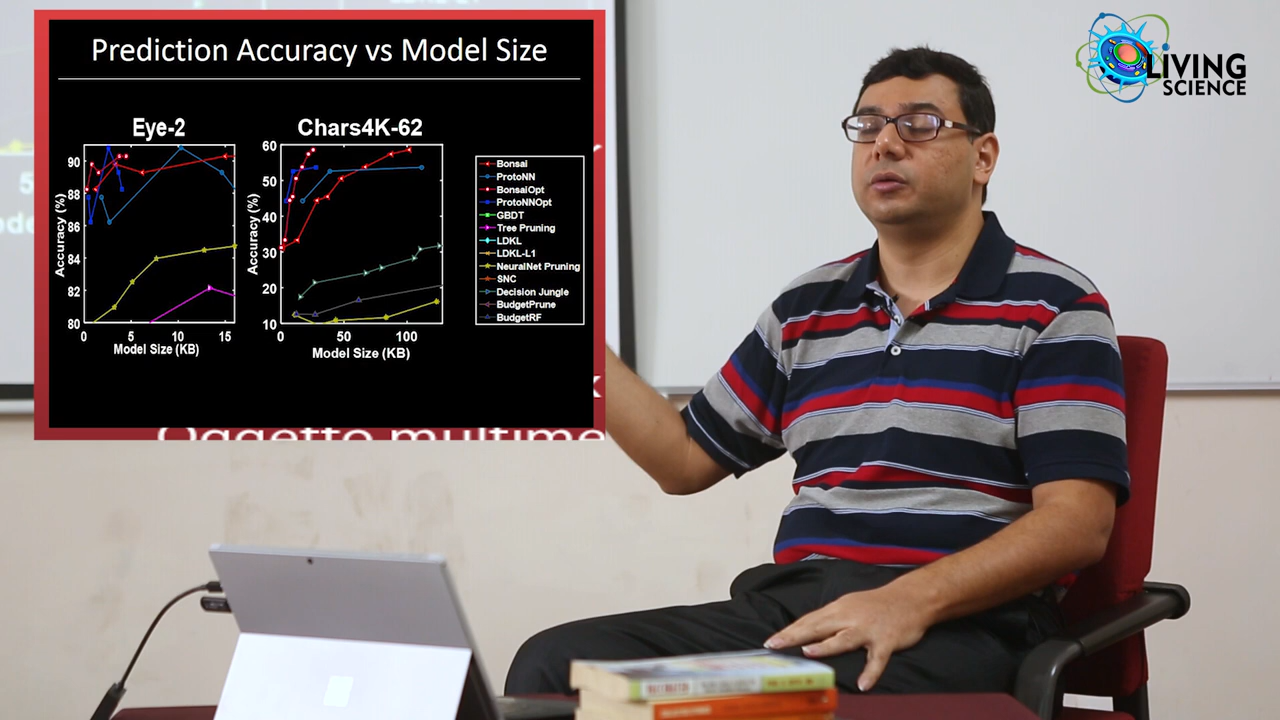 Prediction Accuracy vs Model Size
Eye-2
Chars4K-62
90
88
86
84
82
80
Accuracy (%)
0
5
10
15
Model Size (KB)
60
50
40
30
20
10
Accuracy (%)
0
50
100
Model Size (KB)
Bonsai
ProtoNN
BonsaiOpt
ProtoNNOpt
GBDT
Tree Pruning
LDKL
LDKL-L1
NeuralNet Pruning
SNC
Decision Jungle
BudgetPrune
BudgetRF
Oggetto multime
LIVING
SCIENCE